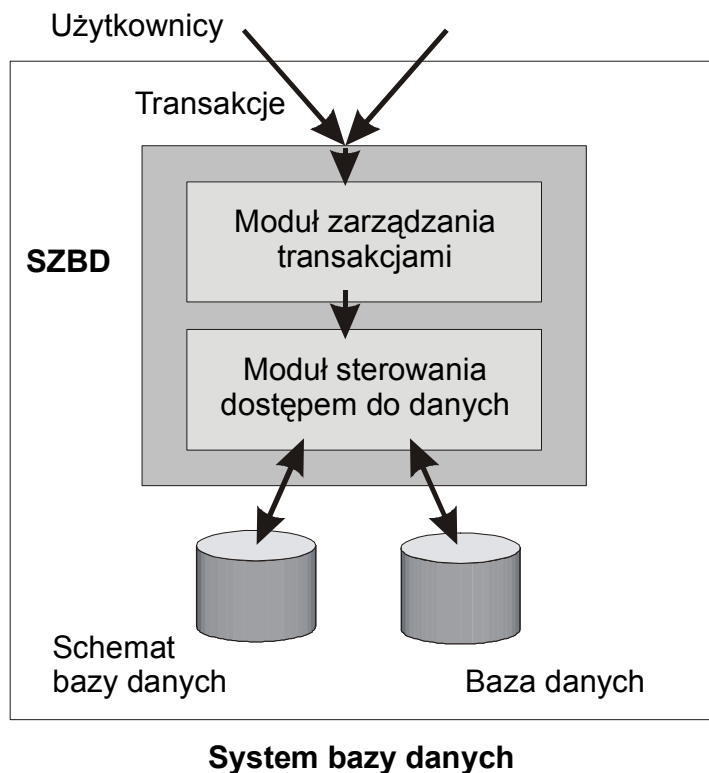 Użytkownicy
Transakcje
SZBD
Moduł zarządzania
transakcjami
Moduł sterowania
dostępem do danych
Schemat
bazy danych
Baza danych
System bazy danych